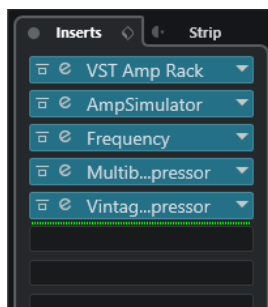 Inserts Strip
VST Amp Rack
AmpSimulator
Frequency
Multib...pressor
Vintag...pressor